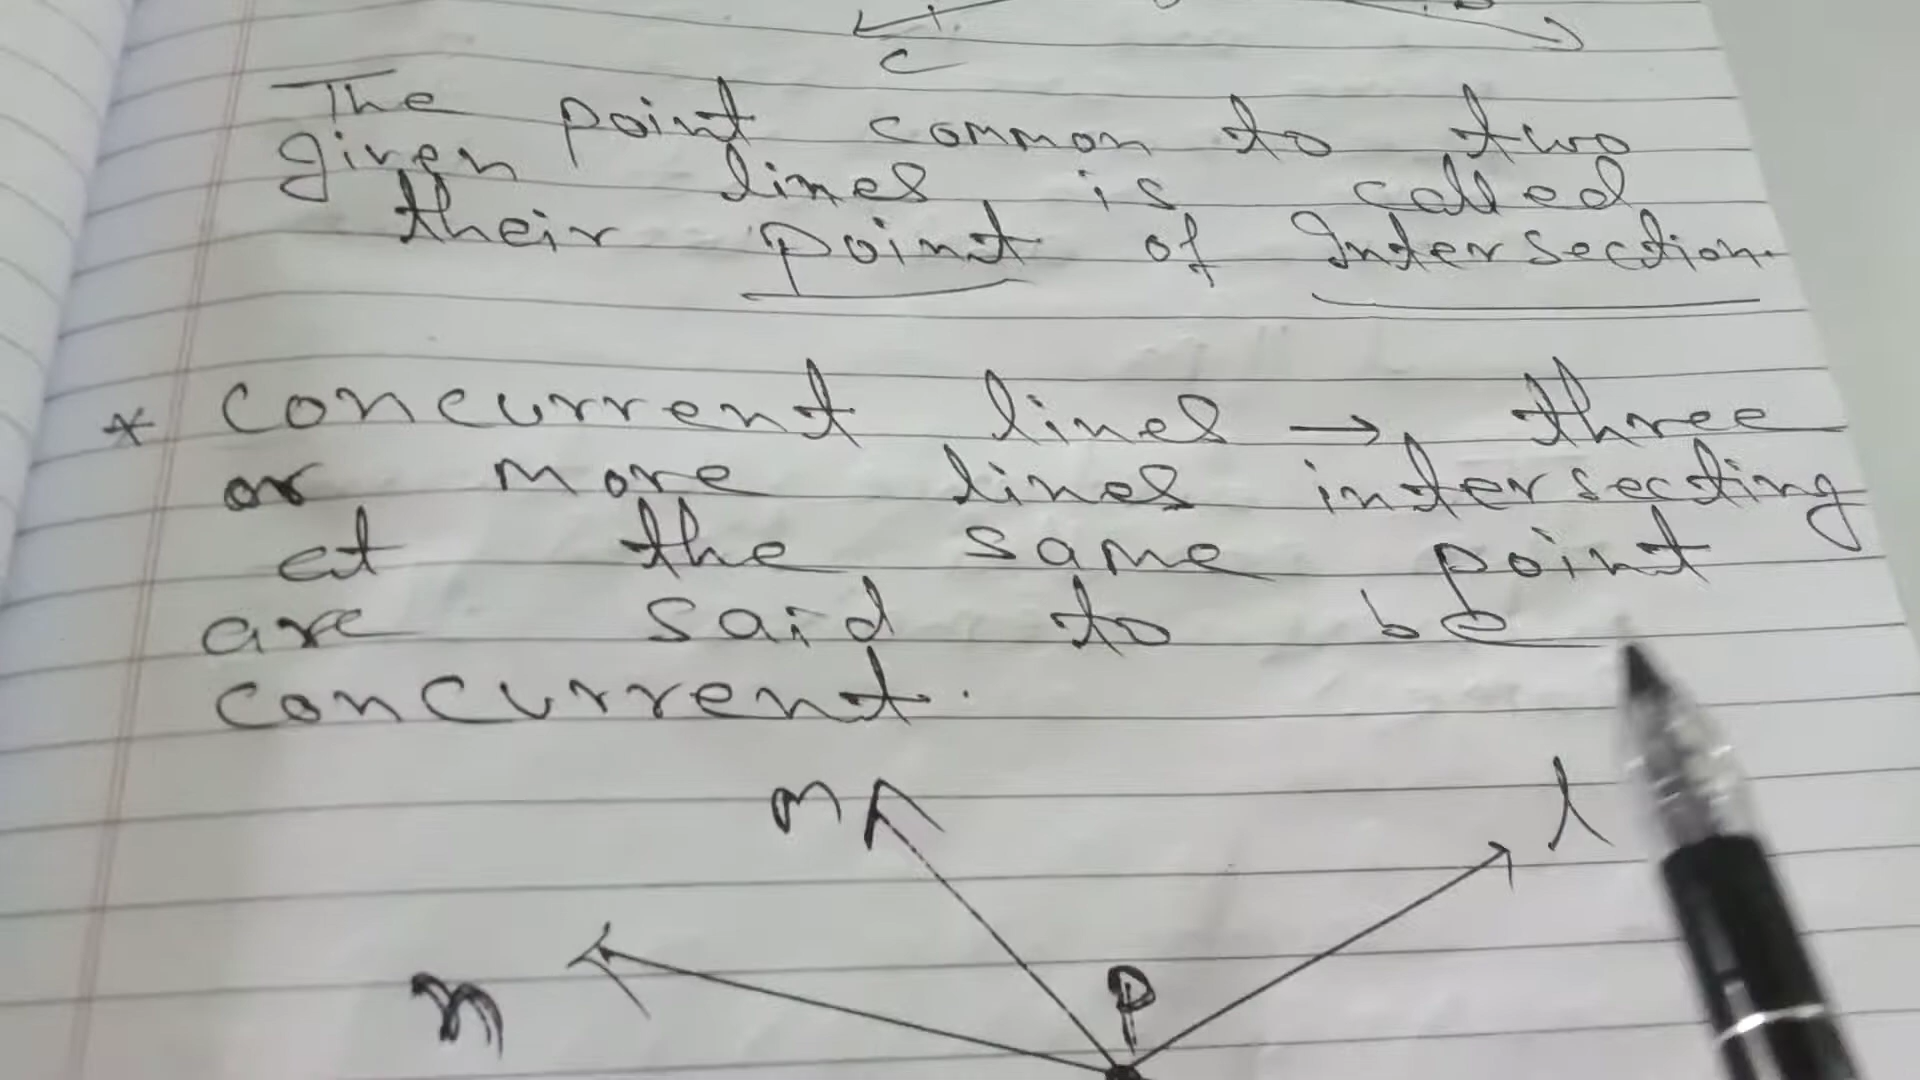 C
The point common to two
given lines is called
their point of Intersection.
* concurrent lines → three
or more lines intersecting
at the same point
are said to be
concurrent.
m l
n P